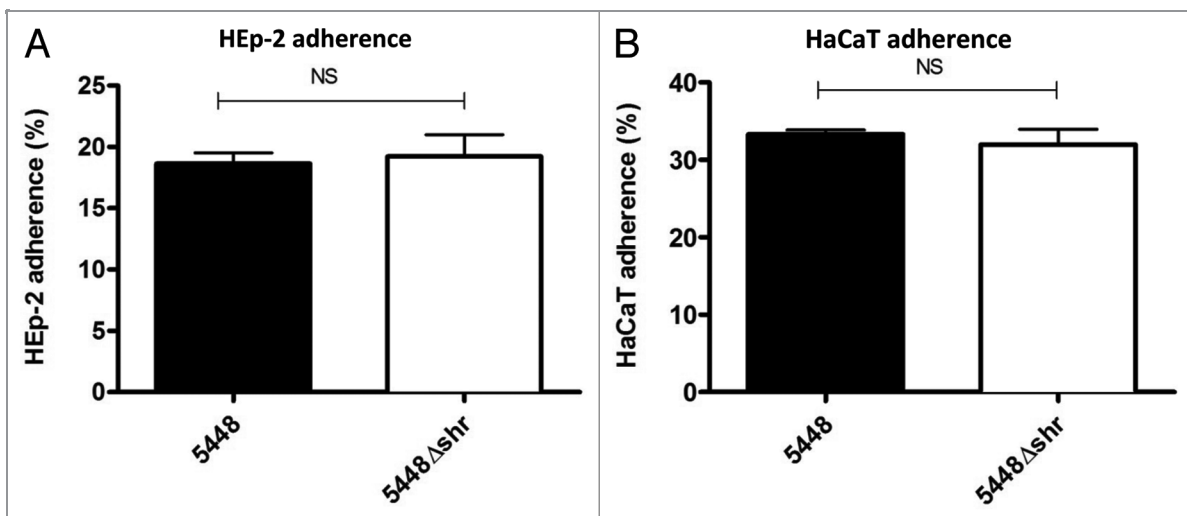 A
HEp-2 adherence
NS
HEp-2 adherence (%)
25
20
15
10
5
0
5448
5448Δshr
B
HaCaT adherence
NS
HaCaT adherence (%)
40
30
20
10
0
5448
5448Δshr